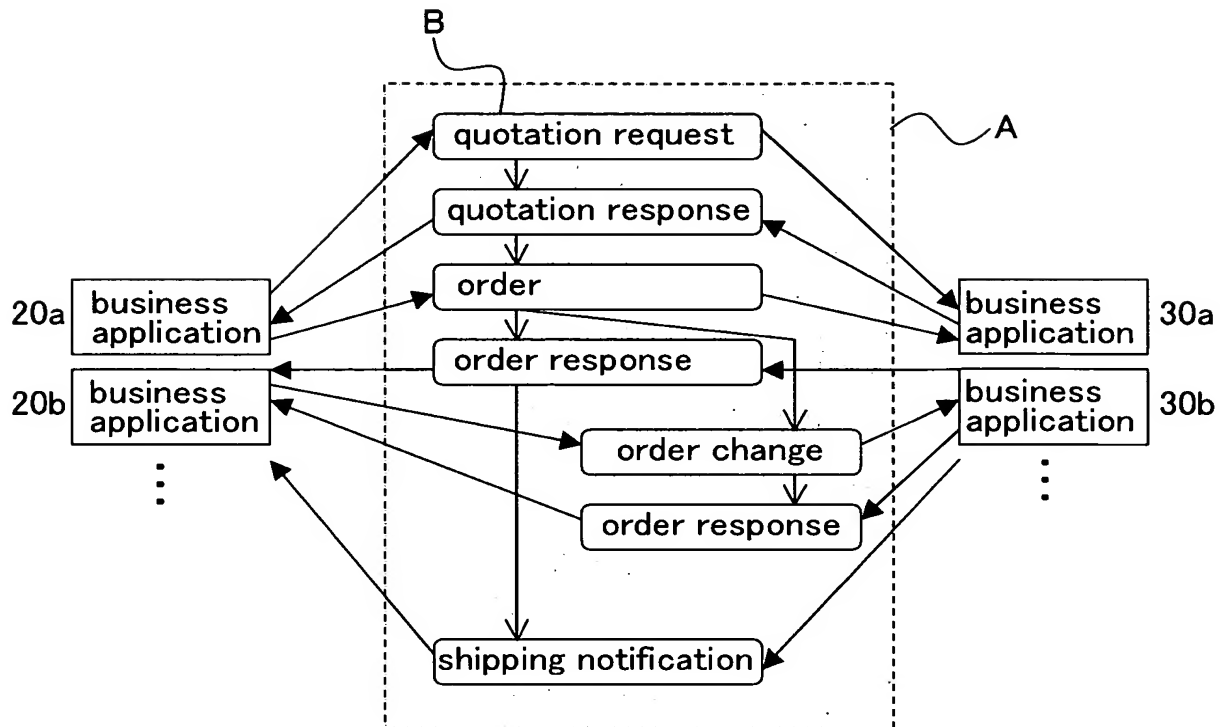 B
A
quotation request
quotation response
order
order response
order change
order response
shipping notification
20a
business
application
20b
business
application
business
application
30a
business
application
30b